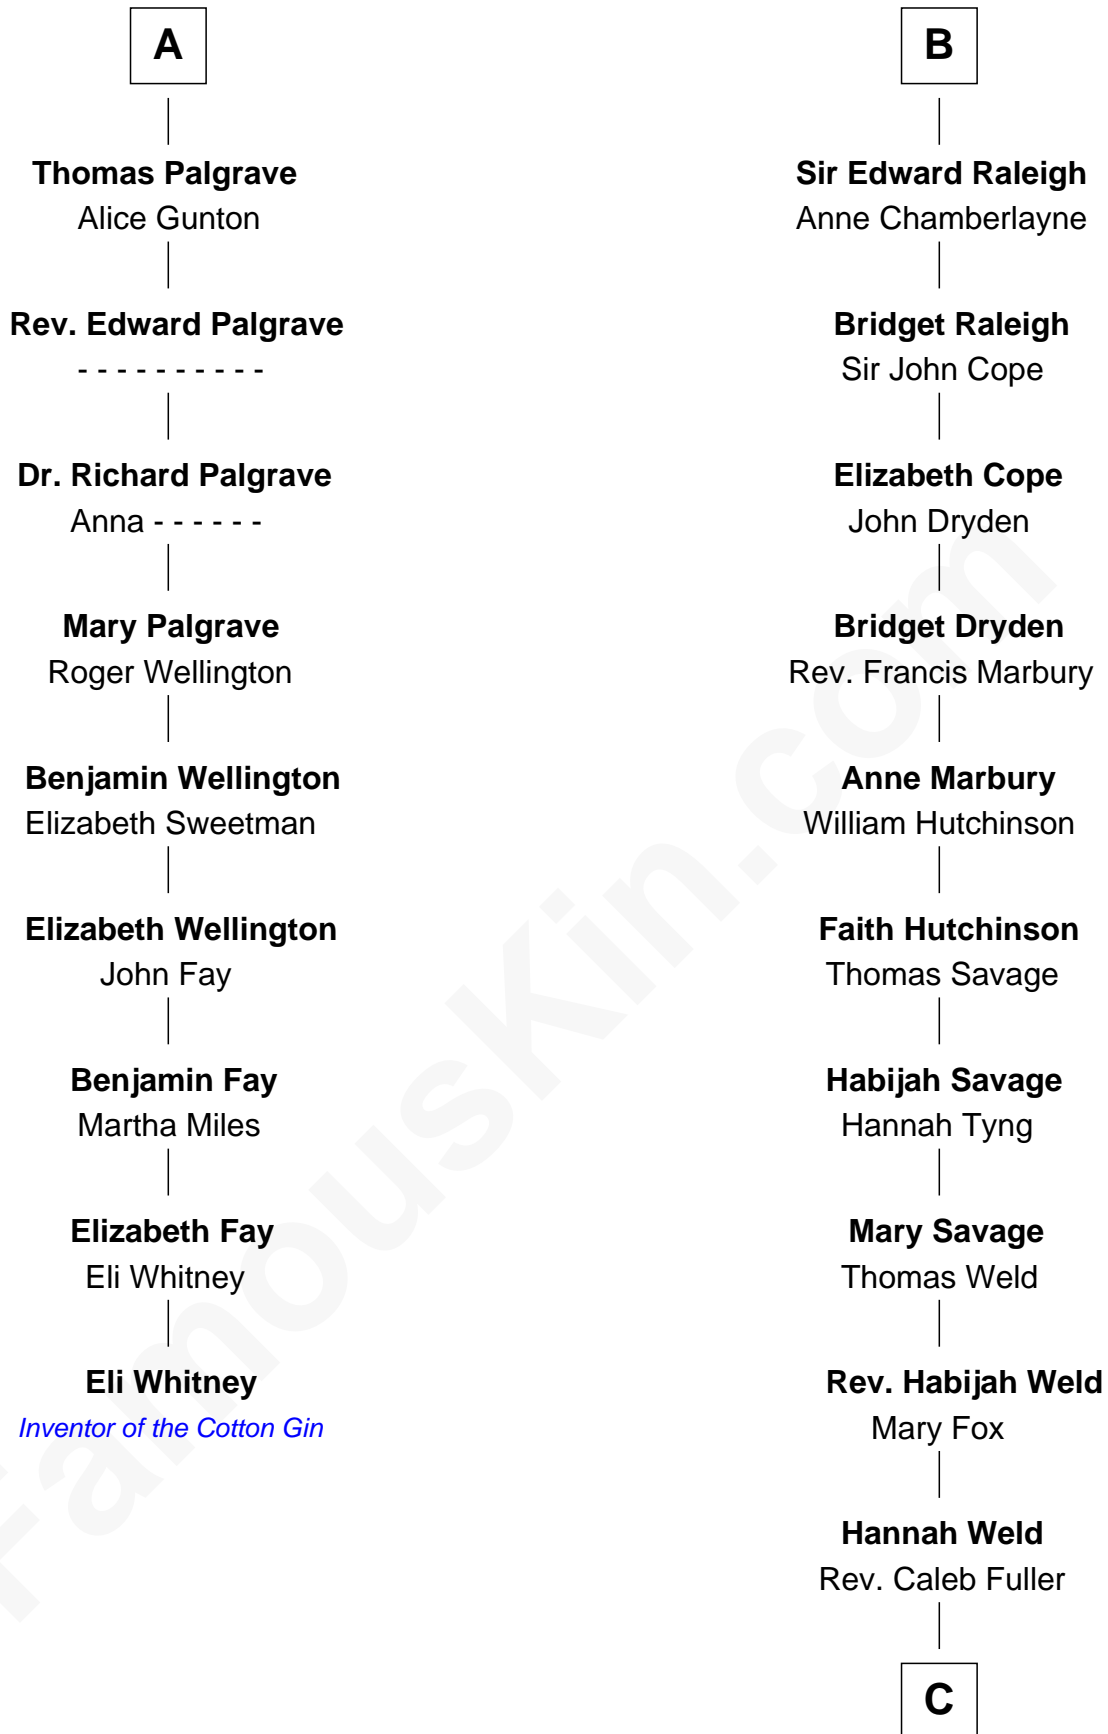 A
Thomas Palgrave
Alice Gunton
Rev. Edward Palgrave
- - - - - - - - - -
Dr. Richard Palgrave
Anna - - - - - -
Mary Palgrave
Roger Wellington
Benjamin Wellington
Elizabeth Sweetman
Elizabeth Wellington
John Fay
Benjamin Fay
Martha Miles
Elizabeth Fay
Eli Whitney
Eli Whitney
Inventor of the Cotton Gin
B
Sir Edward Raleigh
Anne Chamberlayne
Bridget Raleigh
Sir John Cope
Elizabeth Cope
John Dryden
Bridget Dryden
Rev. Francis Marbury
Anne Marbury
William Hutchinson
Faith Hutchinson
Thomas Savage
Habijah Savage
Hannah Tyng
Mary Savage
Thomas Weld
Rev. Habijah Weld
Mary Fox
Hannah Weld
Rev. Caleb Fuller
C
FamousKin.com